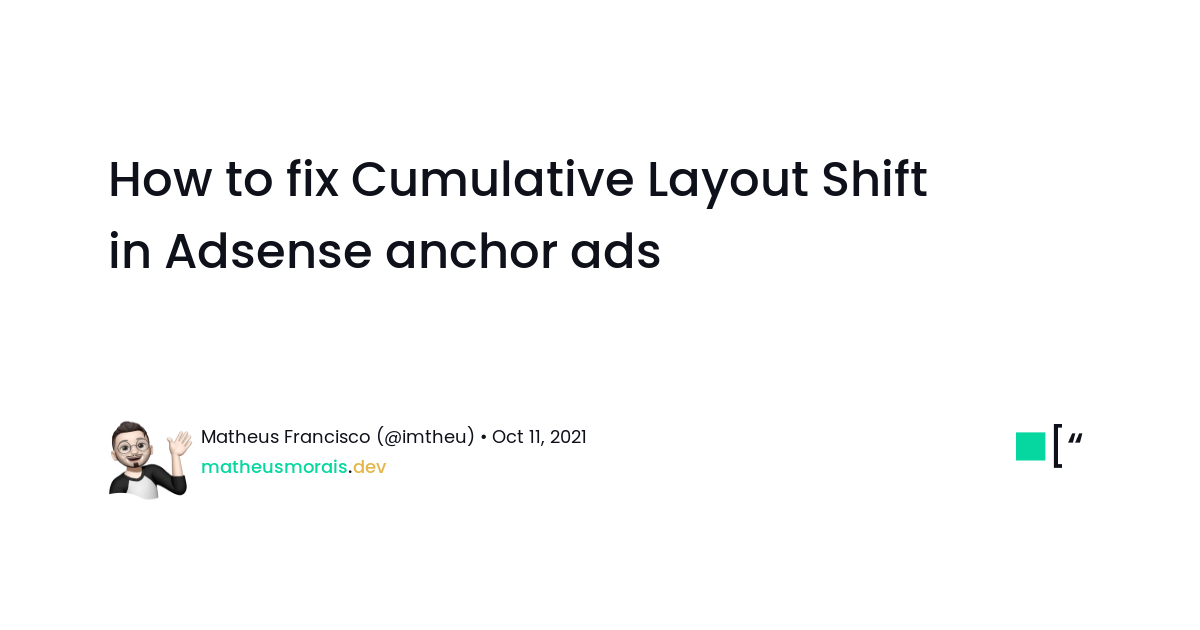 How to fix Cumulative Layout Shift
in Adsense anchor ads
Matheus Francisco (@imtheu) • Oct 11, 2021
matheusmorais.dev
[“